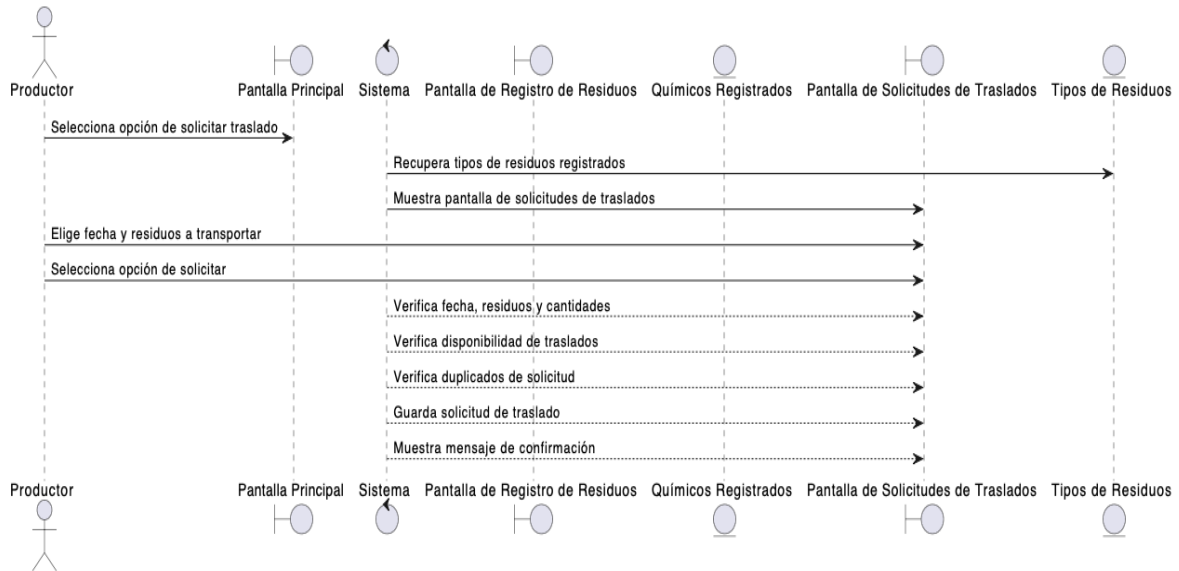 Productor
Pantalla Principal
Sistema
Pantalla de Registro de Residuos
Químicos Registrados
Pantalla de Solicitudes de Traslados
Tipos de Residuos
Selecciona opción de solicitar traslado
Recupera tipos de residuos registrados
Muestra pantalla de solicitudes de traslados
Elige fecha y residuos a transportar
Selecciona opción de solicitar
Verifica fecha, residuos y cantidades
Verifica disponibilidad de traslados
Verifica duplicados de solicitud
Guarda solicitud de traslado
Muestra mensaje de confirmación
Productor
Pantalla Principal
Sistema
Pantalla de Registro de Residuos
Químicos Registrados
Pantalla de Solicitudes de Traslados
Tipos de Residuos